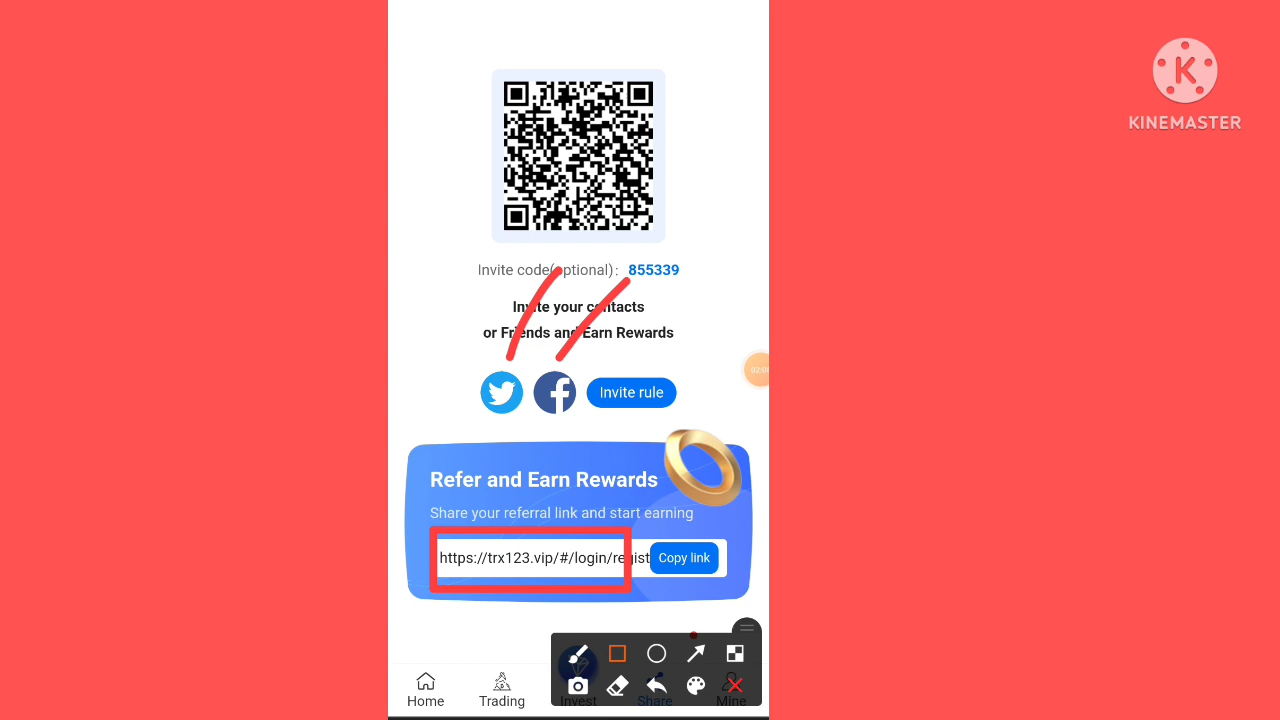 KINEMASTER
Invite code(optional): 855339
Invite your contacts
or Friends and Earn Rewards
Invite rule
Refer and Earn Rewards
Share your referral link and start earning
https://trx123.vip/#/login/regist
Copy link
Home
Trading
Invest
Share
Mine